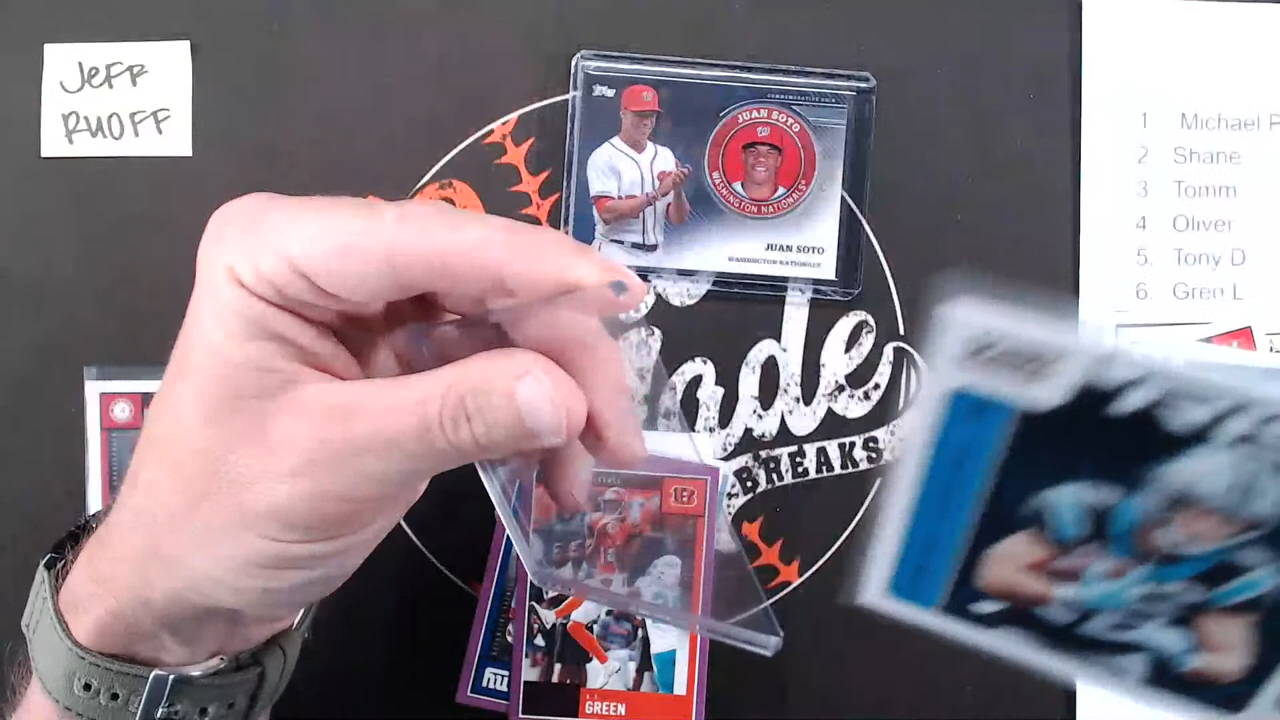 JEFF
RUOFF
Topps
COMMEMORATIVE COIN
JUAN SOTO
W
WASHINGTON NATIONALS
JUAN SOTO
WASHINGTON NATIONALS
1 Michael P
2 Shane
3 Tomm
4 Oliver
5. Tony D
6. Greg L
BREAKS
B
GREEN